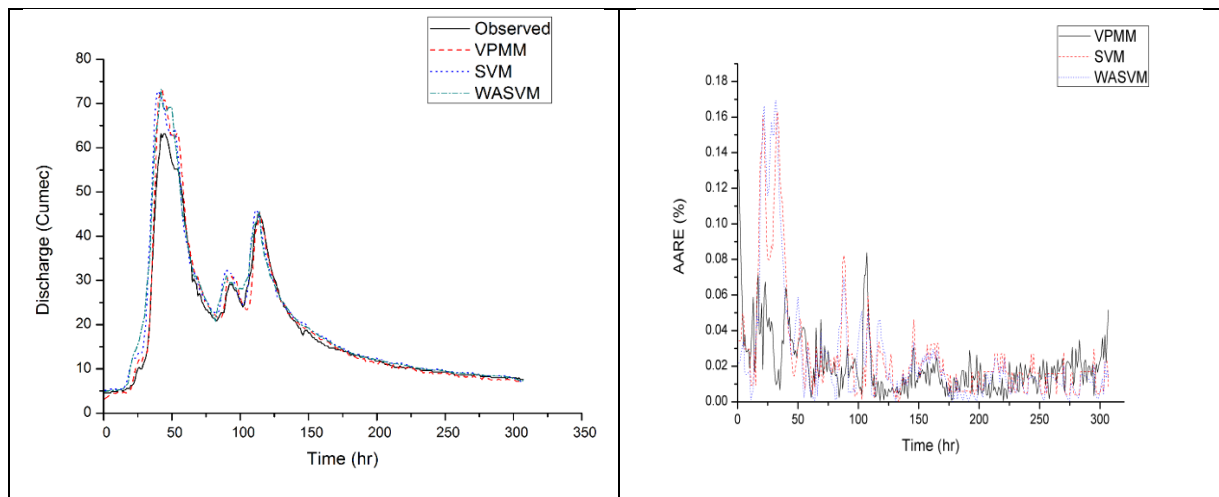 Observed
VPMM
SVM
WASVM
80
70
60
50
40
30
20
10
0
Discharge (Cumec)
0 50 100 150 200 250 300 350
Time (hr)
VPMM
SVM
WASVM
0.18
0.16
0.14
0.12
0.10
0.08
0.06
0.04
0.02
0.00
AARE (%)
0 50 100 150 200 250 300
Time (hr)